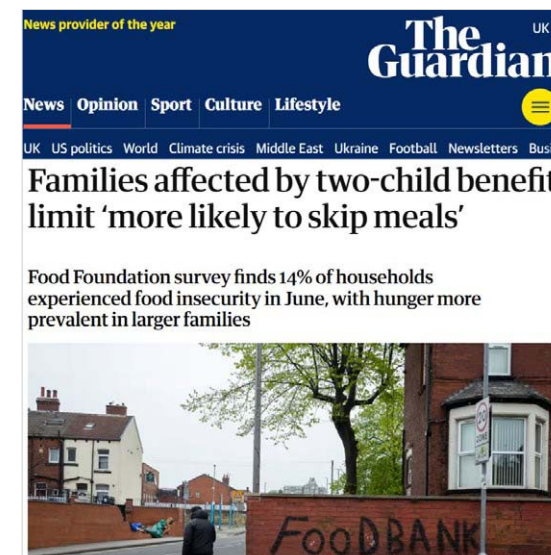 News provider of the year
UK
The
Guardian
News Opinion Sport Culture Lifestyle
UK US politics World Climate crisis Middle East Ukraine Football Newsletters Busi
Families affected by two-child benefit
limit ‘more likely to skip meals’
Food Foundation survey finds 14% of households
experienced food insecurity in June, with hunger more
prevalent in larger families
FOODBANK